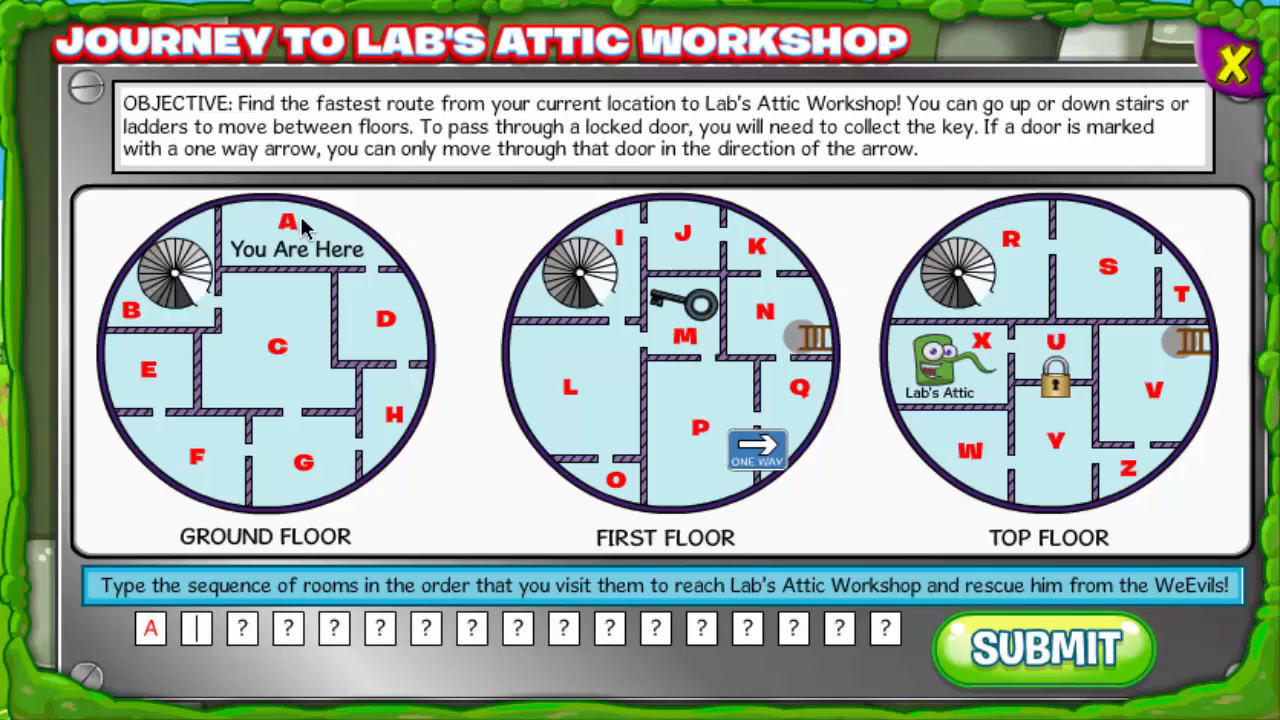 JOURNEY TO LAB'S ATTIC WORKSHOP
X
OBJECTIVE: Find the fastest route from your current location to Lab's Attic Workshop! You can go up or down stairs or
ladders to move between floors. To pass through a locked door, you will need to collect the key. If a door is marked
with a one way arrow, you can only move through that door in the direction of the arrow.
A
You Are Here
B
C
D
E
F
G
H
GROUND FLOOR
I
J
K
L
M
N
O
P
Q
ONE WAY
FIRST FLOOR
R
S
T
X
U
Lab's Attic
V
W
Y
Z
TOP FLOOR
Type the sequence of rooms in the order that you visit them to reach Lab's Attic Workshop and rescue him from the WeEvils!
A | ? ? ? ? ? ? ? ? ? ? ? ? ? ? ?
SUBMIT